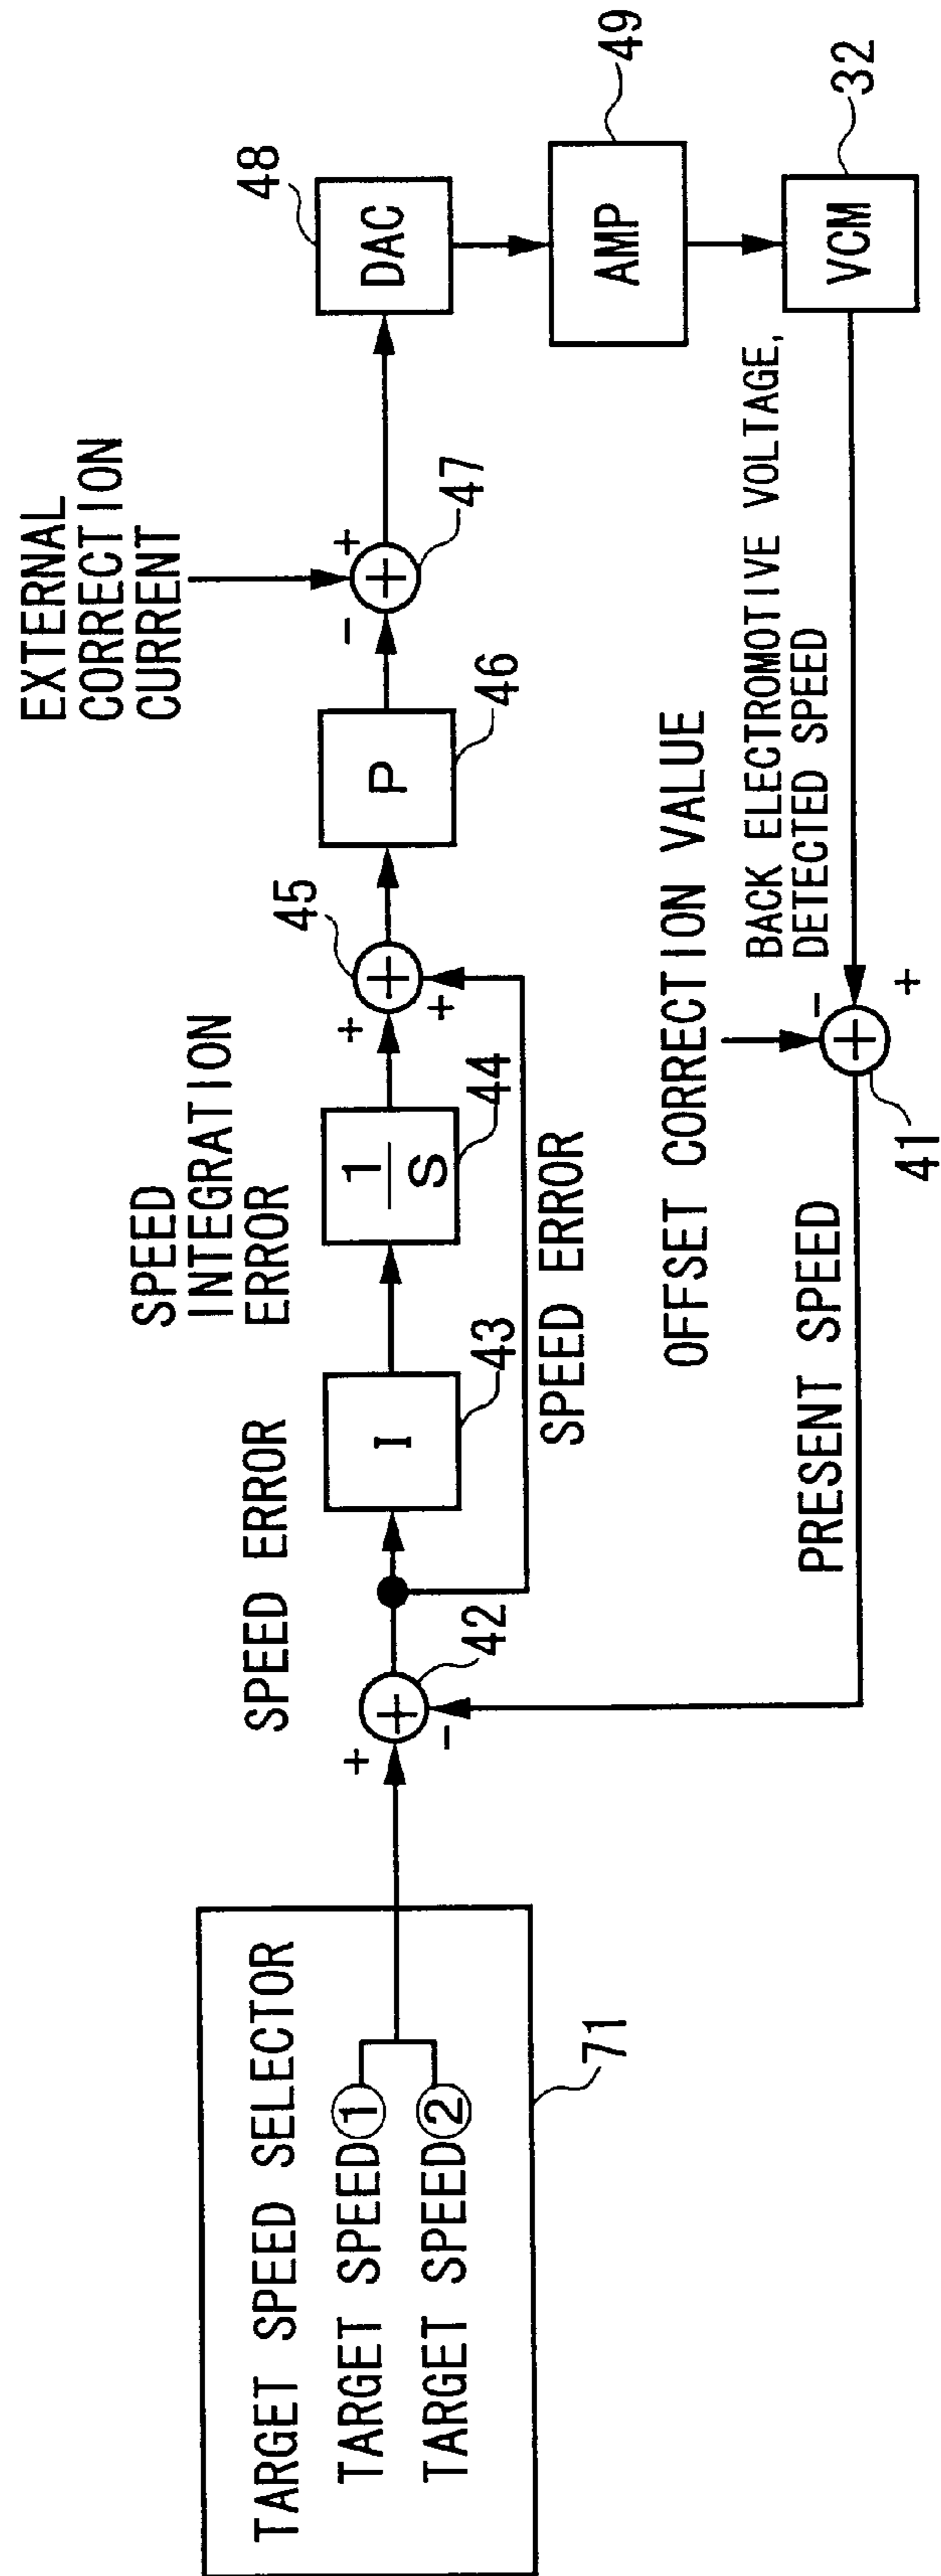 TARGET SPEED SELECTOR
TARGET SPEED①
TARGET SPEED②
71
+
-
+
42
SPEED ERROR
I
43
SPEED
INTEGRATION
ERROR
1
S
44
SPEED ERROR
+
+
+
45
P
46
EXTERNAL
CORRECTION
CURRENT
-
+
+
47
DAC
48
AMP
49
VCM
32
BACK ELECTROMOTIVE VOLTAGE,
DETECTED SPEED
OFFSET CORRECTION VALUE
-
+
+
41
PRESENT SPEED